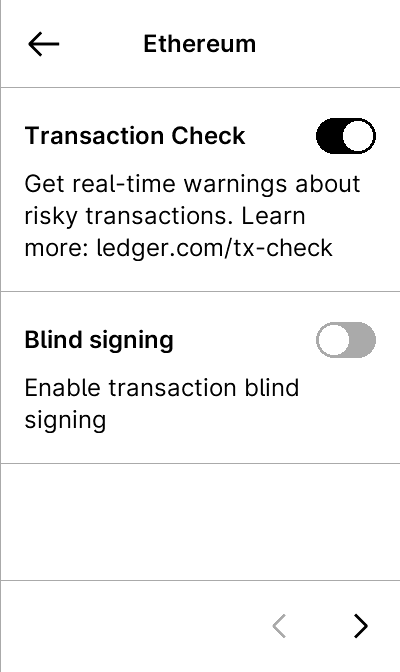 Ethereum
Transaction Check
Get real-time warnings about
risky transactions. Learn
more: ledger.com/tx-check
Blind signing
Enable transaction blind
signing